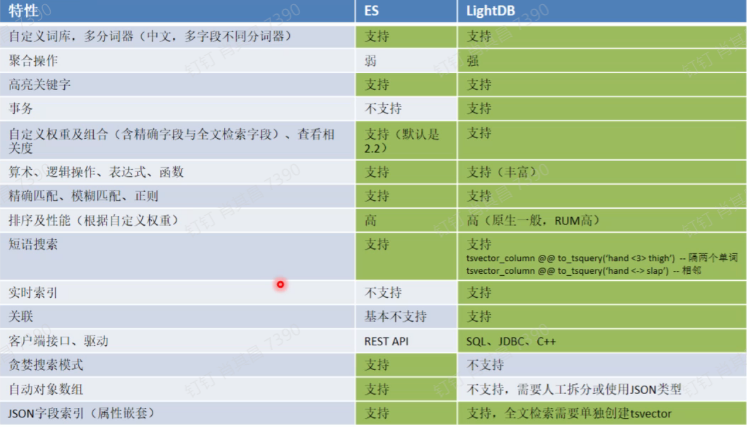 特性 ES LightDB
自定义词库，多分词器（中文，多字段不同分词器） 支持 支持
聚合操作 弱 强
高亮关键字 支持 支持
事务 不支持 支持
自定义权重及组合（含精确字段与全文检索字段）、查看相 支持（默认是 支持
关度 2.2）
算术、逻辑操作、表达式、函数 支持 支持（丰富）
精确匹配、模糊匹配、正则 支持 支持
排序及性能（根据自定义权重） 高 高（原生一般，RUM高）
短语搜索 支持 支持
tsvector_column @@ to_tsquery('hand <3> thigh') -- 隔两个单词
tsvector_column @@ to_tsquery('hand <-> slap') -- 相邻
实时索引 不支持 支持
关联 基本不支持 支持
客户端接口、驱动 REST API SQL、JDBC、C++
贪婪搜索模式 支持 不支持
自动对象数组 支持 不支持，需要人工拆分或使用JSON类型
JSON字段索引（属性嵌套） 支持 支持，全文检索需要单独创建tsvector